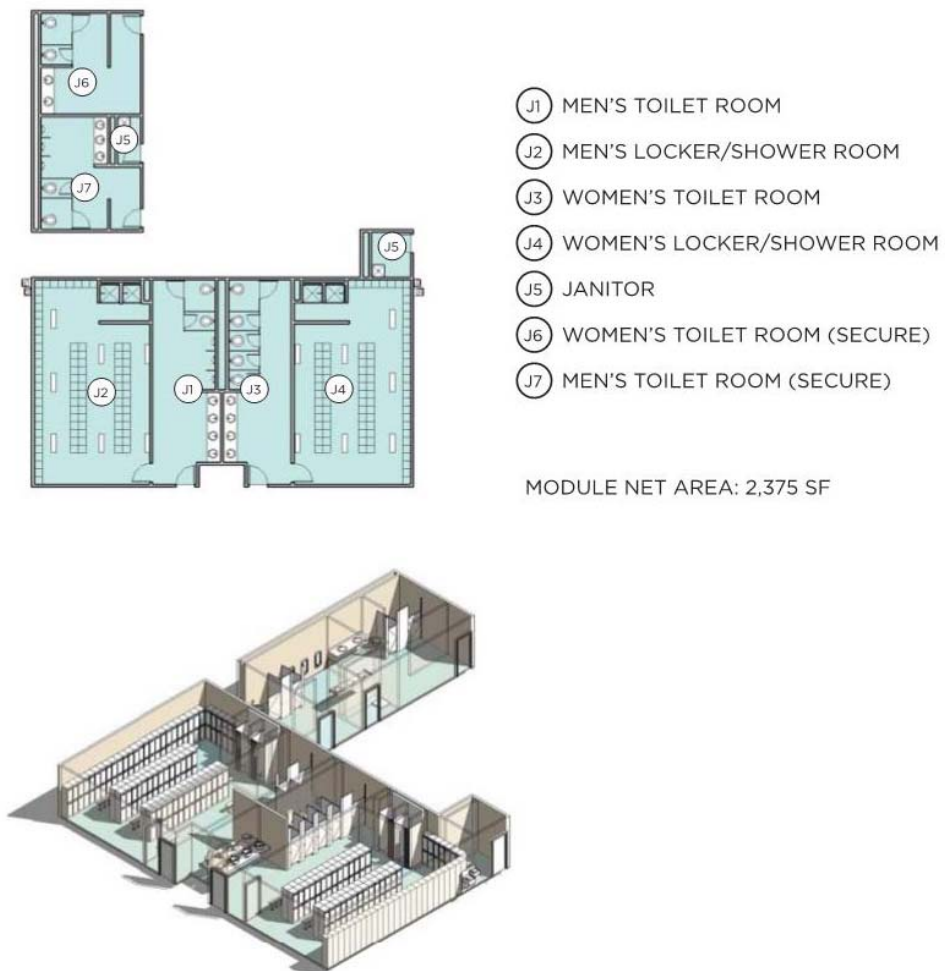 J6
J5
J7
J5
J2
J1
J3
J4
J1 MEN'S TOILET ROOM
J2 MEN'S LOCKER/SHOWER ROOM
J3 WOMEN'S TOILET ROOM
J4 WOMEN'S LOCKER/SHOWER ROOM
J5 JANITOR
J6 WOMEN'S TOILET ROOM (SECURE)
J7 MEN'S TOILET ROOM (SECURE)
MODULE NET AREA: 2,375 SF